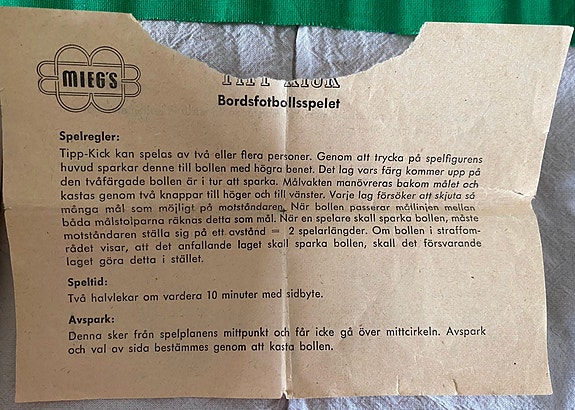 MIEG'S
TIPP-KICK
Bordsfotbollsspelet
Spelregler:
Tipp-Kick kan spelas av två eller flera personer. Genom att trycka på spelfigurens
huvud sparkar denne till bollen med högra benet. Det lag vars färg kommer upp på
den tvåfärgade bollen är i tur att sparka. Målvakten manövreras bakom målet och
kastas genom två knappar till höger och till vänster. Varje lag försöker att skjuta så
många mål som möjligt på motståndaren. När bollen passerar mållinjen mellan
båda målstolparna räknas detta som mål. När en spelare skall sparka bollen, måste
motståndaren ställa sig på ett avstånd = 2 spelarlängder. Om bollen i straffom-
rådet visar, att det anfallande laget skall sparka bollen, skall det försvarande
laget göra detta i stället.
Speltid:
Två halvlekar om vardera 10 minuter med sidbyte.
Avspark:
Denna sker från spelplanens mittpunkt och får icke gå över mittcirkeln. Avspark
och val av sida bestämmes genom att kasta bollen.